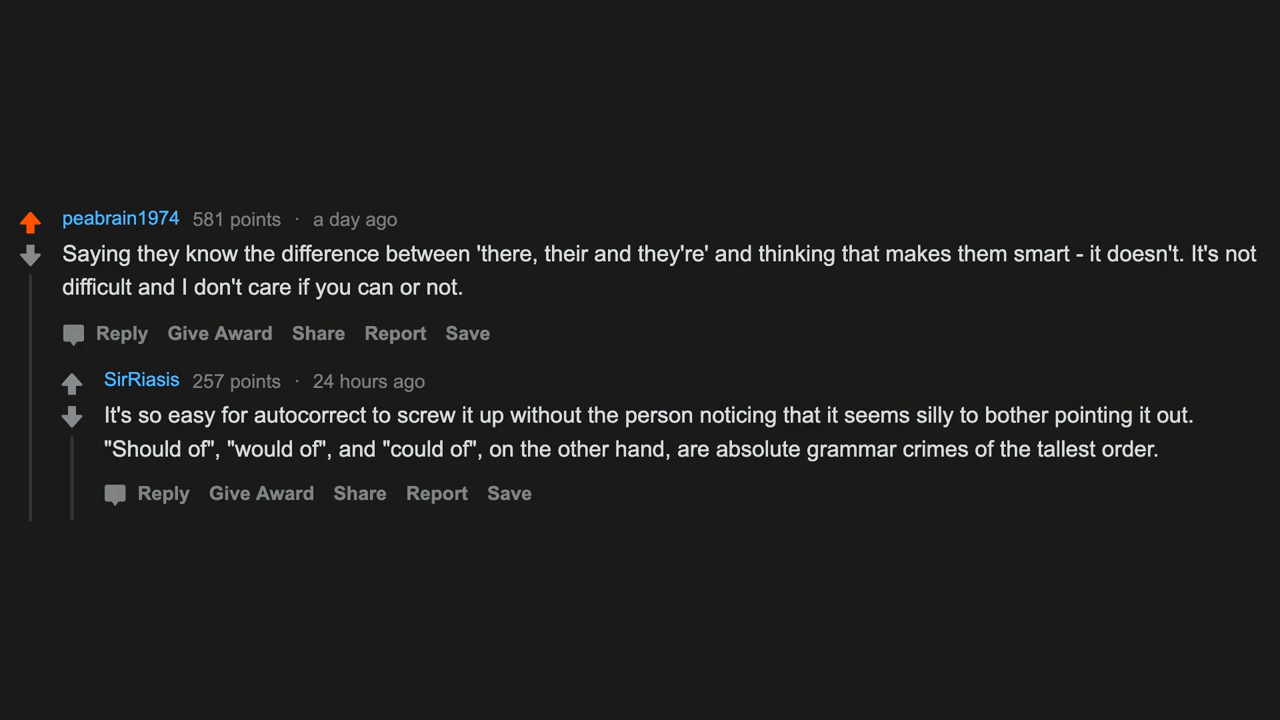 peabrain1974 581 points · a day ago
Saying they know the difference between 'there, their and they're' and thinking that makes them smart - it doesn't. It's not
difficult and I don't care if you can or not.
Reply Give Award Share Report Save
SirRiasis 257 points · 24 hours ago
It's so easy for autocorrect to screw it up without the person noticing that it seems silly to bother pointing it out.
"Should of", "would of", and "could of", on the other hand, are absolute grammar crimes of the tallest order.
Reply Give Award Share Report Save